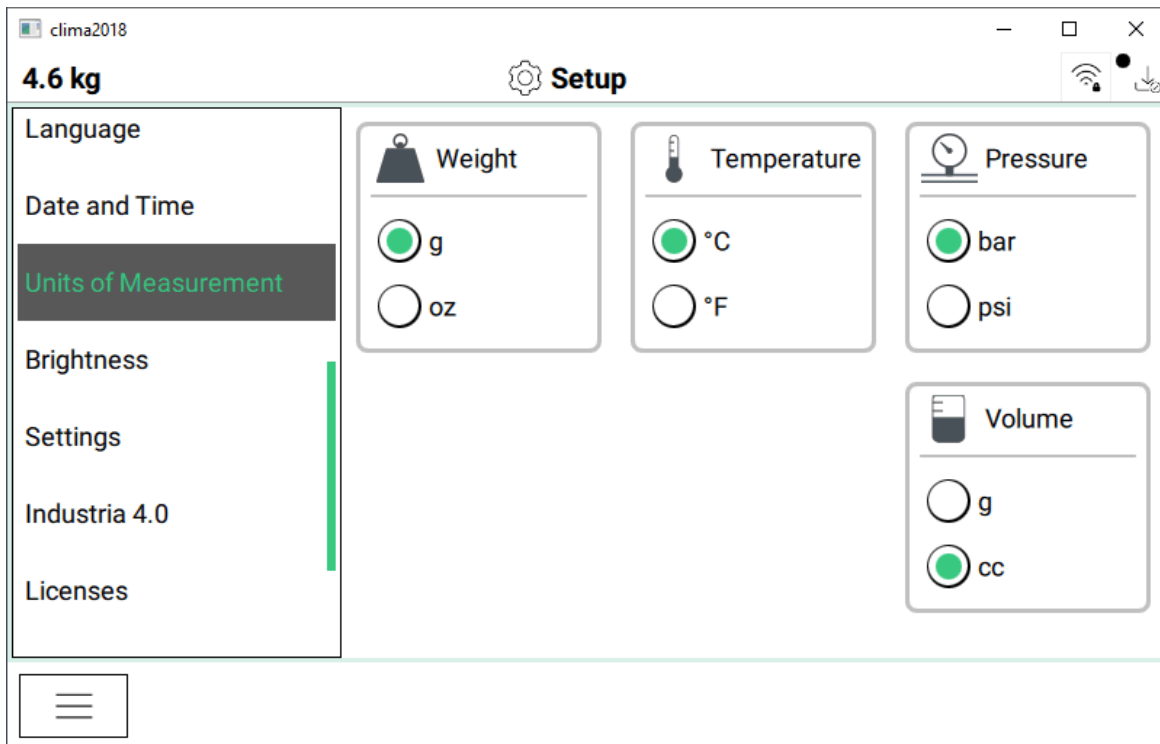 clima2018
4.6 kg
Setup
Language
Date and Time
Units of Measurement
Brightness
Settings
Industria 4.0
Licenses
Weight
g
oz
Temperature
°C
°F
Pressure
bar
psi
Volume
g
cc